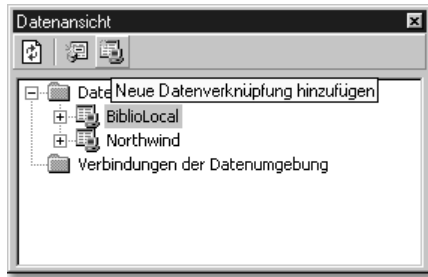 Datenansicht
Date
Neue Datenverknüpfung hinzufügen
BiblioLocal
Northwind
Verbindungen der Datenumgebung